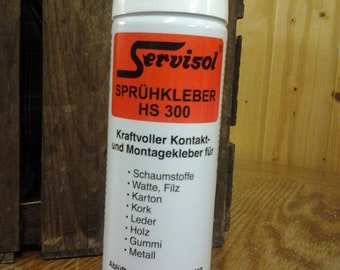 Servisol
SPRÜHKLEBER
HS 300
Kraftvoller Kontakt-
und Montagekleber für
· Schaumstoffe
· Watte, Filz
· Karton
· Kork
· Leder
· Holz
· Gummi
· Metall